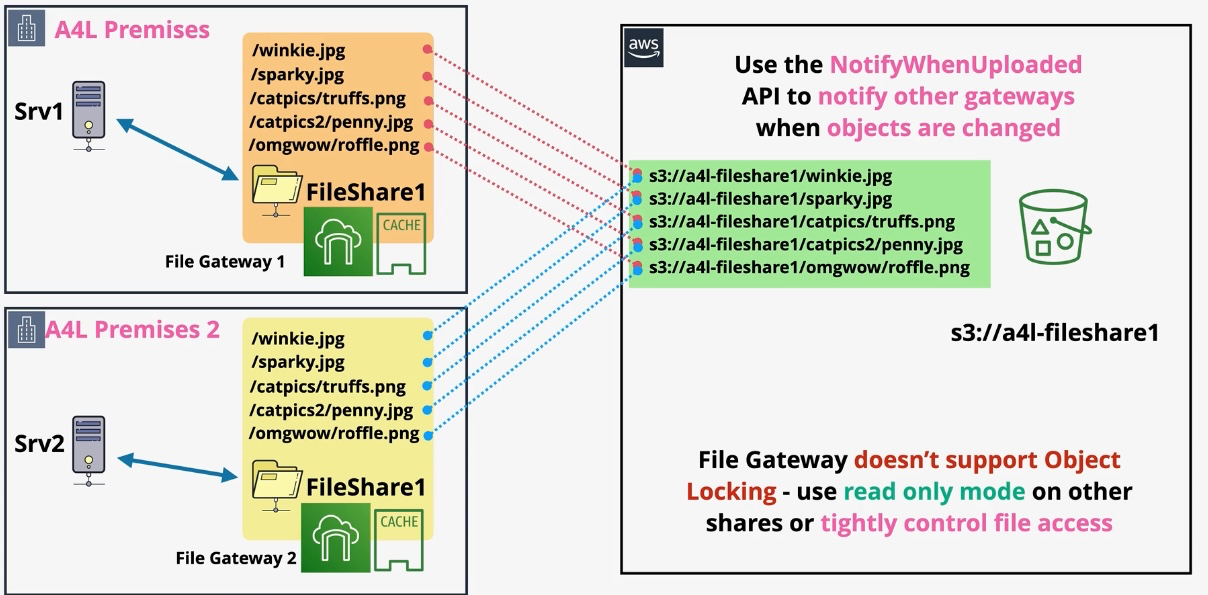 A4L Premises
Srv1
/winkie.jpg
/sparky.jpg
/catpics/truffs.png
/catpics2/penny.jpg
/omgwow/roffle.png
FileShare1
CACHE
File Gateway 1
A4L Premises 2
Srv2
/winkie.jpg
/sparky.jpg
/catpics/truffs.png
/catpics2/penny.jpg
/omgwow/roffle.png
FileShare1
CACHE
File Gateway 2
aws
Use the NotifyWhenUploaded
API to notify other gateways
when objects are changed
s3://a4l-fileshare1/winkie.jpg
s3://a4l-fileshare1/sparky.jpg
s3://a4l-fileshare1/catpics/truffs.png
s3://a4l-fileshare1/catpics2/penny.jpg
s3://a4l-fileshare1/omgwow/roffle.png
s3://a4l-fileshare1
File Gateway doesn’t support Object
Locking - use read only mode on other
shares or tightly control file access